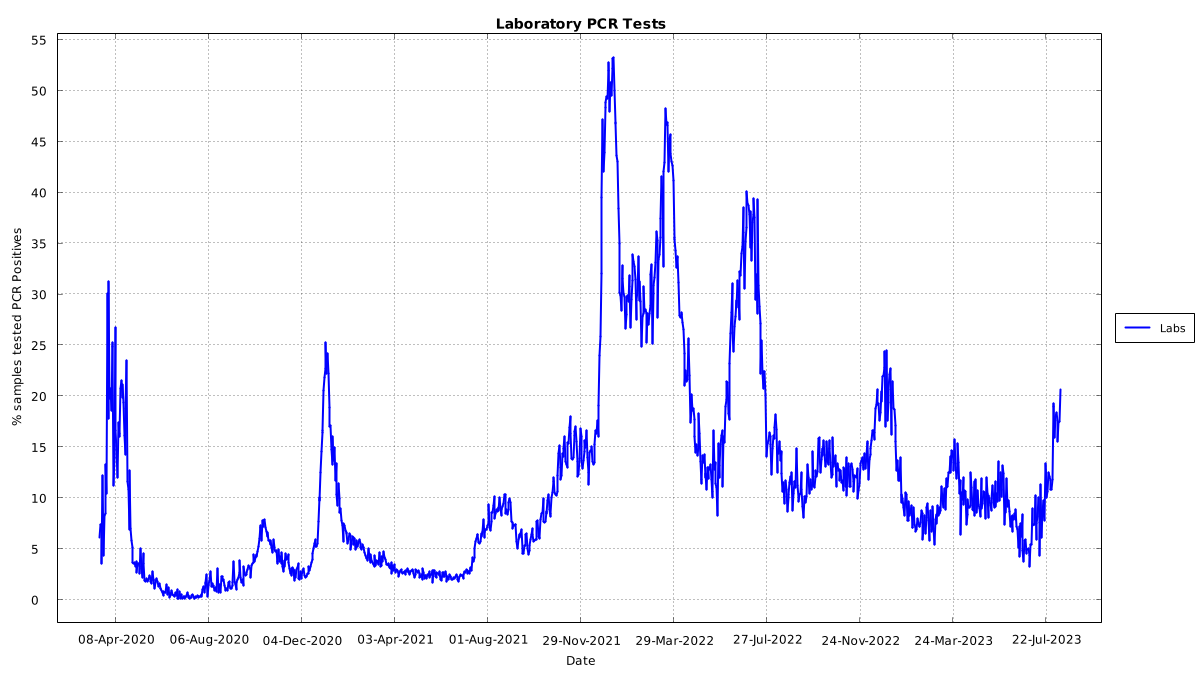 Laboratory PCR Tests
55
50
45
40
35
30
25
20
15
10
5
0
% samples tested PCR Positives
08-Apr-2020 06-Aug-2020 04-Dec-2020 03-Apr-2021 01-Aug-2021 29-Nov-2021 29-Mar-2022 27-Jul-2022 24-Nov-2022 24-Mar-2023 22-Jul-2023
Date
Labs